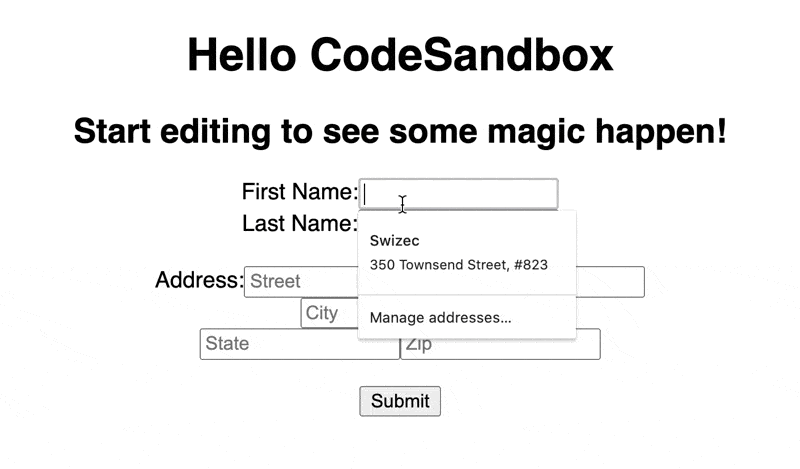 Hello CodeSandbox
Start editing to see some magic happen!
First Name:
Last Name:
Swizec
350 Townsend Street, #823
Address: Street
City
Manage addresses...
State Zip
Submit